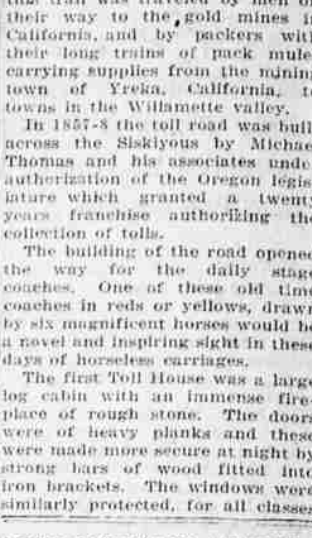 that trail was traveled by men on
their way to the gold mines in
California, and by packers with
their long trains of pack mule
carrying supplies from the mining
town of Yreka, California, to
towns in the Willamette valley.
In 1857-8 the toll road was buil
across the Siskiyous by Michae
Thomas and his associates unde
autherization of the Oregon legis
lature which granted a twenty
years franchise authorizing the
collection of tolls.
The building of the road opened
the way for the daily stage
coaches. One of these old time
coaches in reds or yellows, drawn
by six magnificent horses would be
a novel and inspiring sight in these
days of horseless carriages.
The first Toll House was a large
log cabin with an immense fire-
place of rough stone. The doors
were of heavy planks and these
were made more secure at night by
strong bars of wood fitted into
iron brackets. The windows were
similarly protected, for all classes